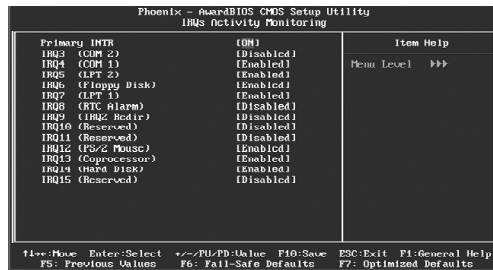 Phoenix - AwardBIOS CMOS Setup Utility
IRQs Activity Monitoring
Primary INTR [ON]
IRQ3 (COM 2) [Disabled]
IRQ4 (COM 1) [Enabled]
IRQ5 (LPT 2) [Enabled]
IRQ6 (Floppy Disk) [Enabled]
IRQ7 (LPT 1) [Enabled]
IRQ8 (RTC Alarm) [Disabled]
IRQ9 (IRQ2 Redir) [Disabled]
IRQ10 (Reserved) [Disabled]
IRQ11 (Reserved) [Disabled]
IRQ12 (PS/2 Mouse) [Enabled]
IRQ13 (Coprocessor) [Enabled]
IRQ14 (Hard Disk) [Enabled]
IRQ15 (Reserved) [Disabled]
Item Help
Menu Level ►►►
↑↓→←:Move Enter:Select +/-/PU/PD:Value F10:Save ESC:Exit F1:General Help
F5: Previous Values F6: Fail-Safe Defaults F7: Optimized Defaults